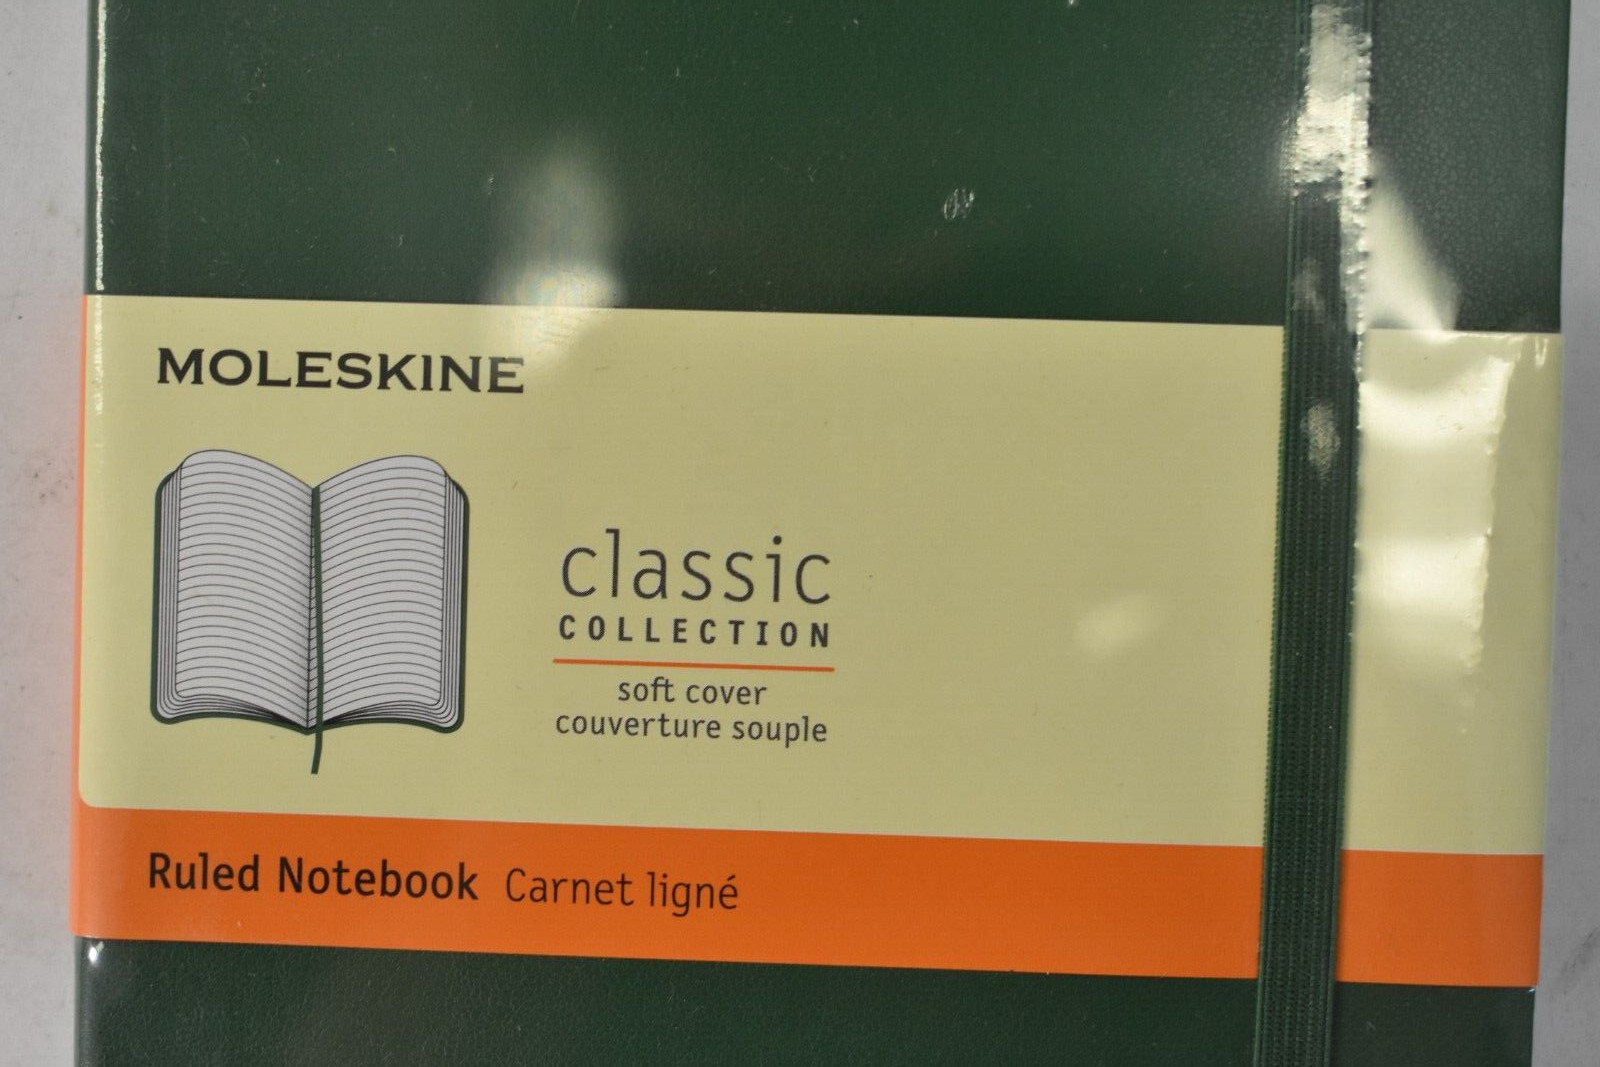 MOLESKINE
classic
COLLECTION
soft cover
couverture souple
Ruled Notebook Carnet ligné